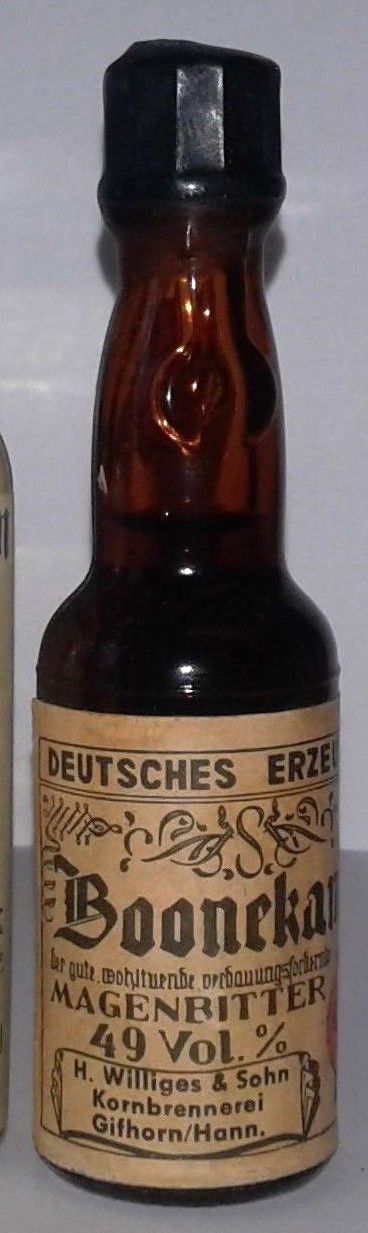 DEUTSCHES ERZEU
Boonekam
der gute, wohltuende, verdauungsfördernde
MAGENBITTER
49 Vol. %
H. Williges & Sohn
Kornbrennerei
Gifhorn/Hann.